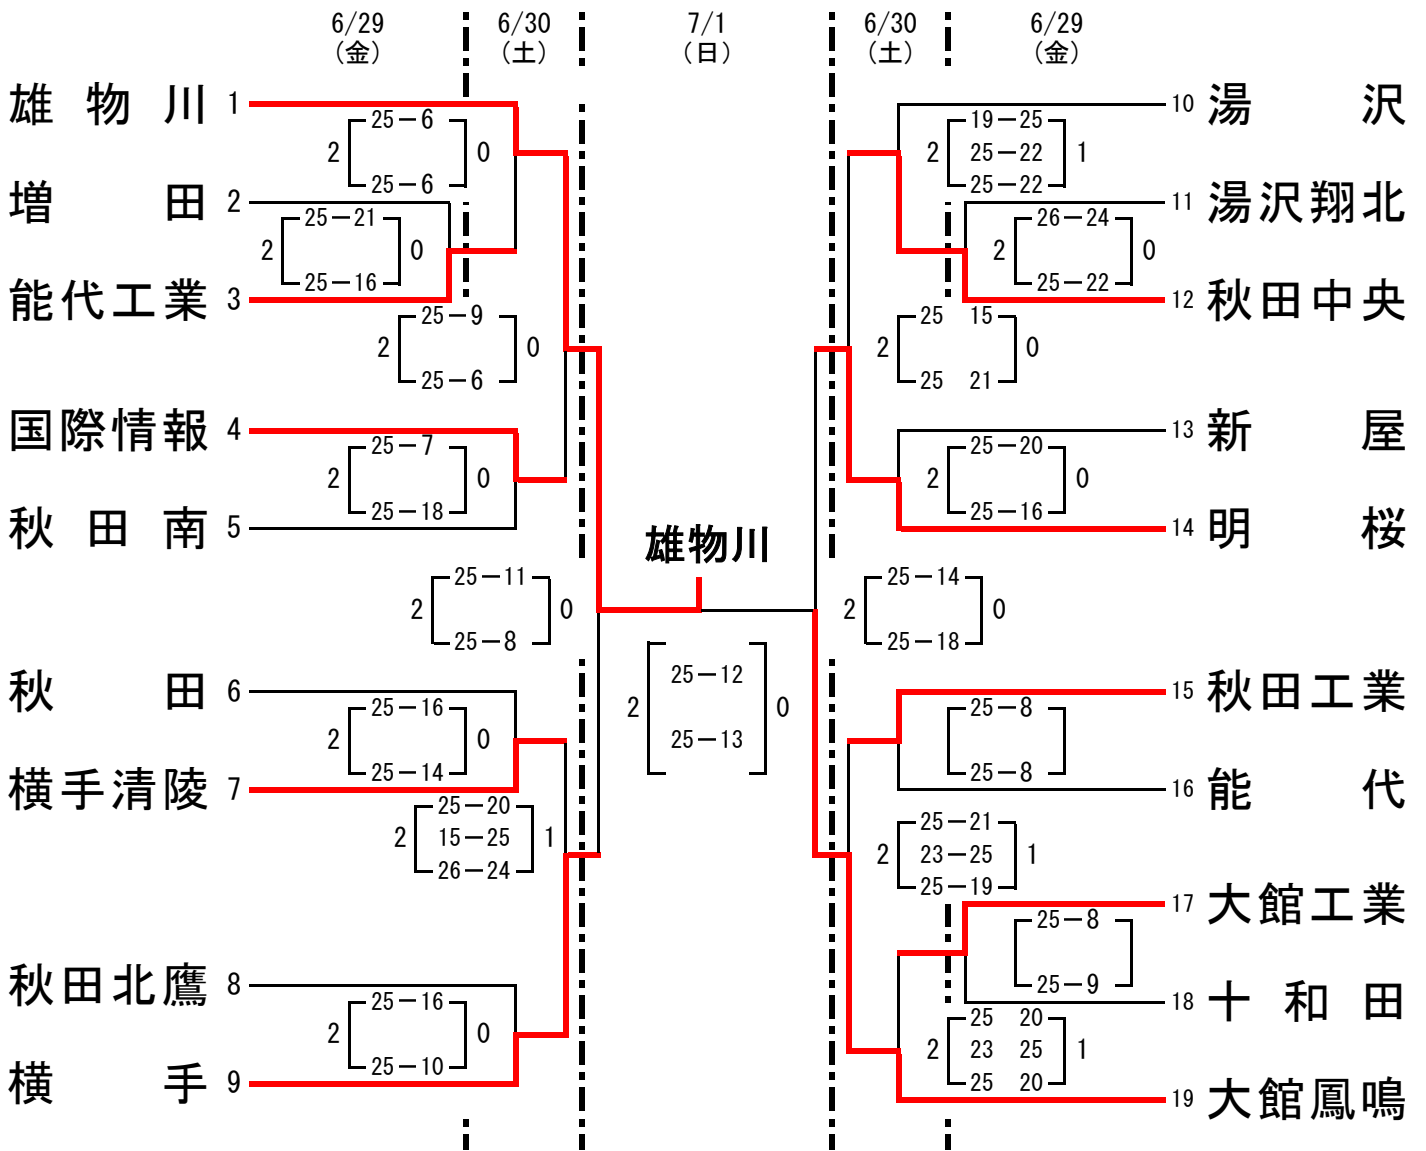 6/29 6/30 7/1 6/30 6/29
(金) (土) (日) (土) (金)
雄物川 1
25－6
2 0
25－6
増田 2
25－21
2 0
25－16
能代工業 3
25－9
2 0
25－6
国際情報 4
25－7
2 0
25－18
秋田南 5
25－11
2 0
25－8
秋田 6
25－16
2 0
25－14
横手清陵 7
25－20
2 15－25 1
26－24
秋田北鷹 8
25－16
2 0
25－10
横手 9
雄物川
25－12
2 0
25－13
10 湯沢
19－25
2 25－22 1
25－22
11 湯沢翔北
26－24
2 0
25－22
12 秋田中央
25 15
2 0
25 21
13 新屋
25－20
2 0
25－16
14 明桜
25－14
2 0
25－18
15 秋田工業
25－8
25－8
16 能代
25－21
2 23－25 1
25－19
17 大館工業
25－8
25－9
18 十和田
25 20
2 23 25 1
25 20
19 大館鳳鳴